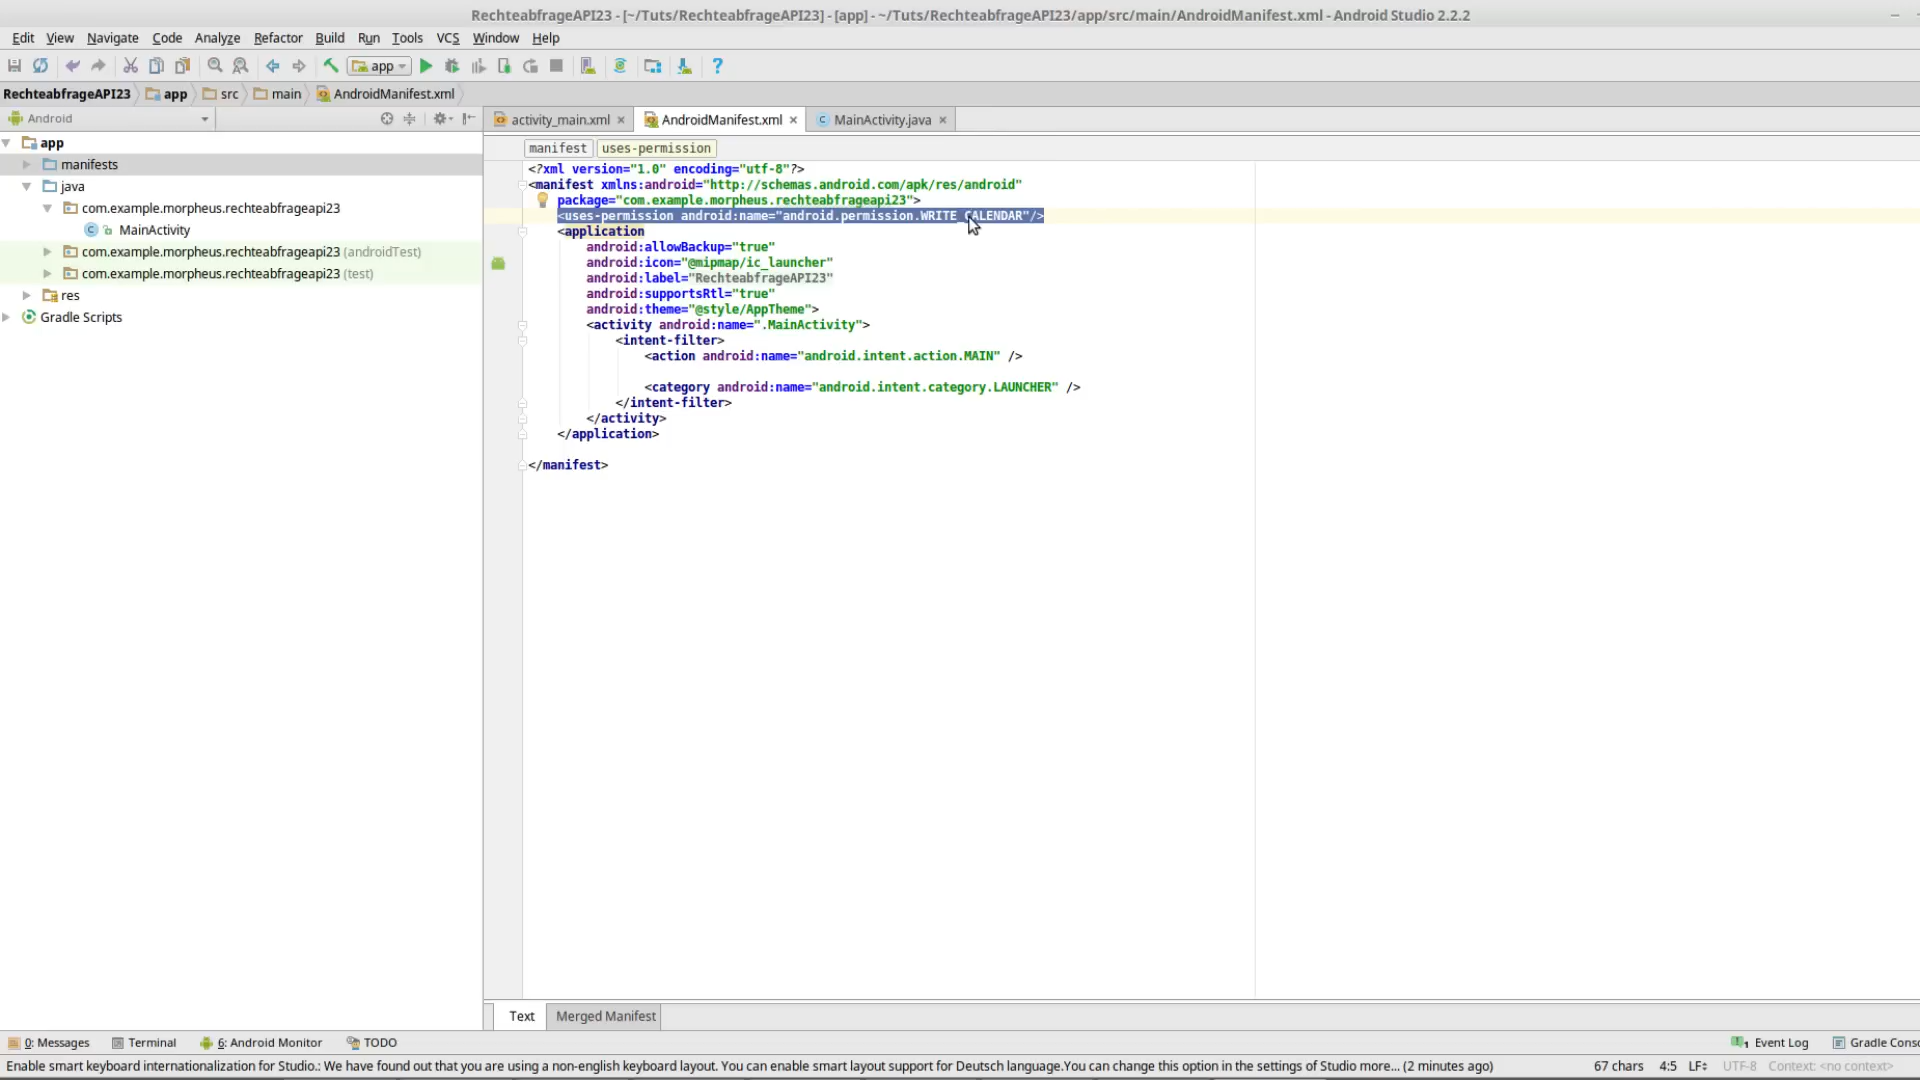 RechteabfrageAPI23 - [~/Tuts/RechteabfrageAPI23] - [app] - ~/Tuts/RechteabfrageAPI23/app/src/main/AndroidManifest.xml - Android Studio 2.2.2
Edit View Navigate Code Analyze Refactor Build Run Tools VCS Window Help
app
RechteabfrageAPI23 app src main AndroidManifest.xml
Android
activity_main.xml AndroidManifest.xml MainActivity.java
app
manifests
java
com.example.morpheus.rechteabfrageapi23
MainActivity
com.example.morpheus.rechteabfrageapi23 (androidTest)
com.example.morpheus.rechteabfrageapi23 (test)
res
Gradle Scripts
manifest uses-permission
<?xml version="1.0" encoding="utf-8"?>
<manifest xmlns:android="http://schemas.android.com/apk/res/android"
package="com.example.morpheus.rechteabfrageapi23">
<uses-permission android:name="android.permission.WRITE_CALENDAR"/>
<application
android:allowBackup="true"
android:icon="@mipmap/ic_launcher"
android:label="RechteabfrageAPI23"
android:supportsRtl="true"
android:theme="@style/AppTheme">
<activity android:name=".MainActivity">
<intent-filter>
<action android:name="android.intent.action.MAIN" />
<category android:name="android.intent.category.LAUNCHER" />
</intent-filter>
</activity>
</application>
</manifest>
Text Merged Manifest
0: Messages Terminal 6: Android Monitor TODO
1 Event Log Gradle Cons
Enable smart keyboard internationalization for Studio.: We have found out that you are using a non-english keyboard layout. You can enable smart layout support for Deutsch language.You can change this option in the settings of Studio more... (2 minutes ago)
67 chars 4:5 LF÷ UTF-8 Context: <no context>